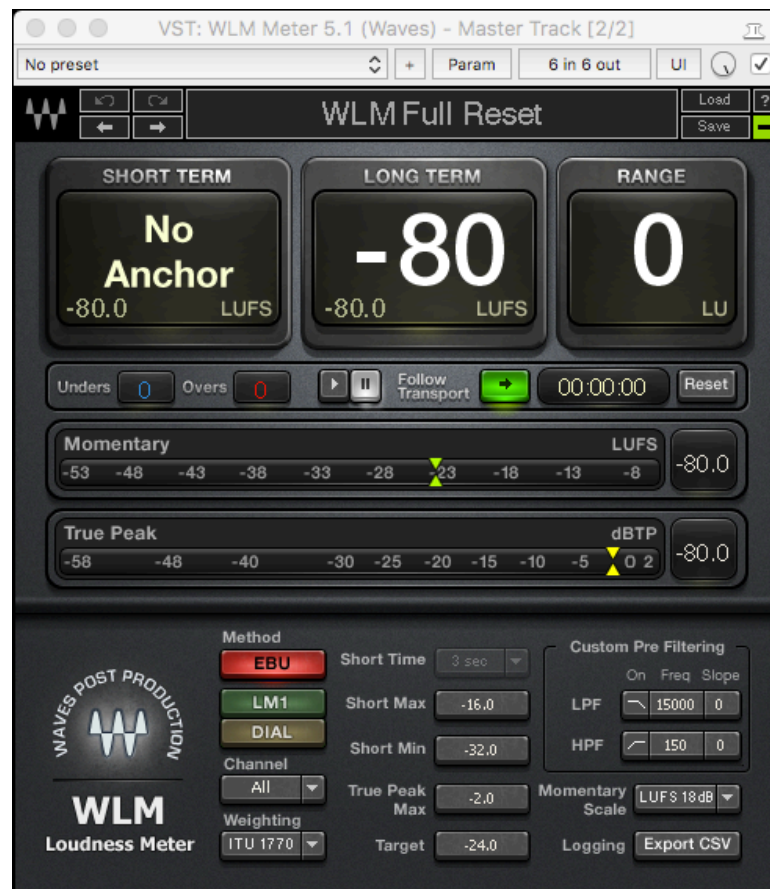 VST: WLM Meter 5.1 (Waves) - Master Track [2/2]
No preset + Param 6 in 6 out UI
WLM Full Reset
Load ?
Save
SHORT TERM
No
Anchor
-80.0 LUFS
LONG TERM
-80
-80.0 LUFS
RANGE
0
LU
Unders 0 Overs 0 Follow Transport 00:00:00 Reset
Momentary LUFS
-53 -48 -43 -38 -33 -28 -23 -18 -13 -8
-80.0
True Peak dBTP
-58 -48 -40 -30 -25 -20 -15 -10 -5 0 2
-80.0
WAVES POST PRODUCTION
WLM
Loudness Meter
Method
EBU
LM1
DIAL
Channel
All
Weighting
ITU 1770
Short Time 3 sec
Short Max -16.0
Short Min -32.0
True Peak Max -2.0
Target -24.0
Custom Pre Filtering
On Freq Slope
LPF 15000 0
HPF 150 0
Momentary Scale LUFS 18dB
Logging Export CSV